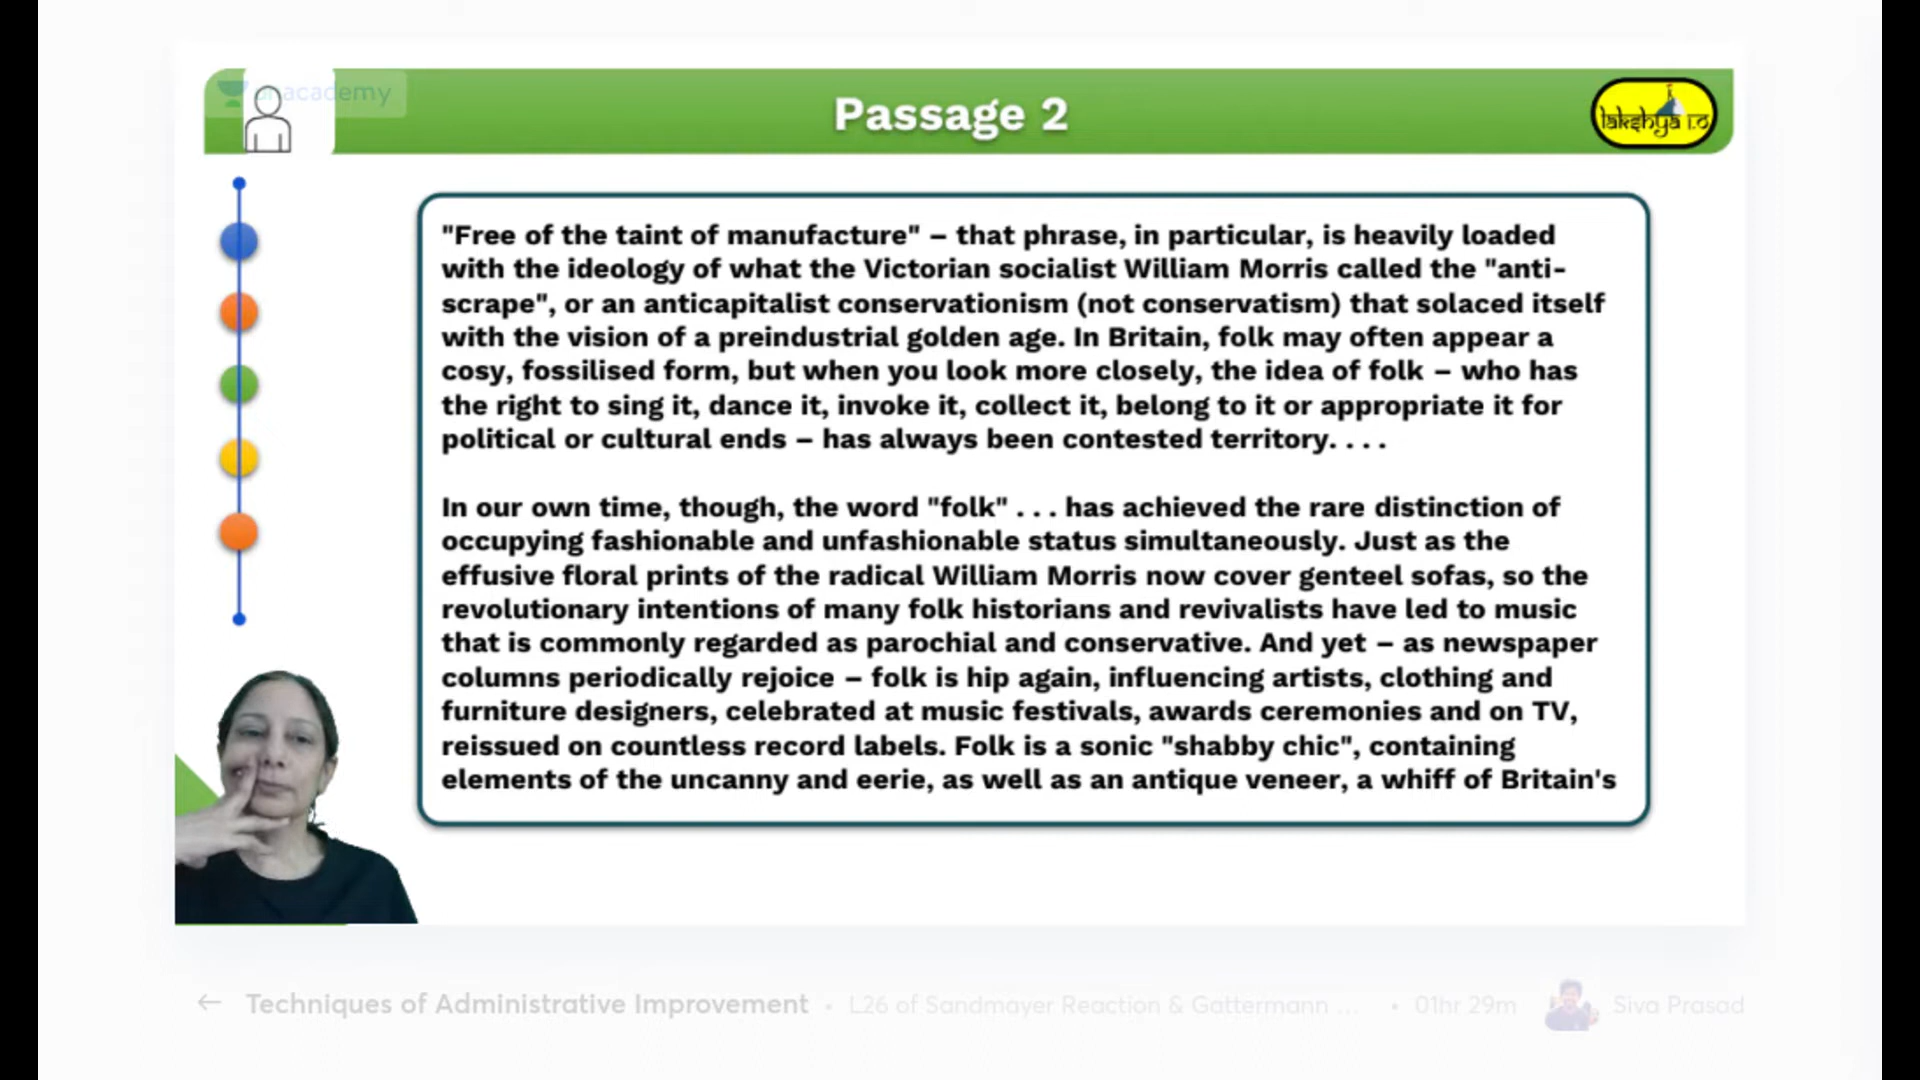 unacademy
Passage 2
lakshya 1.0
"Free of the taint of manufacture" – that phrase, in particular, is heavily loaded
with the ideology of what the Victorian socialist William Morris called the "anti-
scrape", or an anticapitalist conservationism (not conservatism) that solaced itself
with the vision of a preindustrial golden age. In Britain, folk may often appear a
cosy, fossilised form, but when you look more closely, the idea of folk – who has
the right to sing it, dance it, invoke it, collect it, belong to it or appropriate it for
political or cultural ends – has always been contested territory. . . .
In our own time, though, the word "folk" . . . has achieved the rare distinction of
occupying fashionable and unfashionable status simultaneously. Just as the
effusive floral prints of the radical William Morris now cover genteel sofas, so the
revolutionary intentions of many folk historians and revivalists have led to music
that is commonly regarded as parochial and conservative. And yet – as newspaper
columns periodically rejoice – folk is hip again, influencing artists, clothing and
furniture designers, celebrated at music festivals, awards ceremonies and on TV,
reissued on countless record labels. Folk is a sonic "shabby chic", containing
elements of the uncanny and eerie, as well as an antique veneer, a whiff of Britain's
← Techniques of Administrative Improvement • L26 of Sandmayer Reaction & Gattermann ... • 01hr 29m Siva Prasad